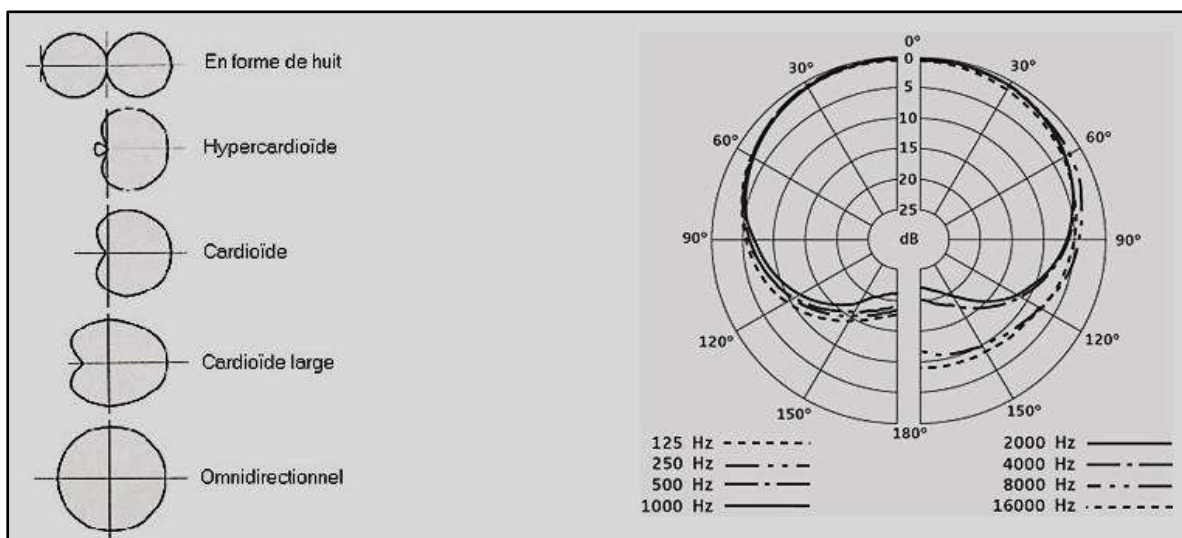 En forme de huit
Hypercardioïde
Cardioïde
Cardioïde large
Omnidirectionnel
0°
30° 0 30°
5
60° 10 60°
15
20
25
90° dB 90°
120° 120°
150° 150°
180°
125 Hz
250 Hz
500 Hz
1000 Hz
2000 Hz
4000 Hz
8000 Hz
16000 Hz